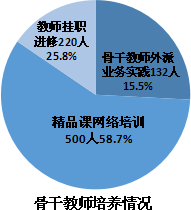 教师挂职
进修220人
25.8%
骨干教师外派
业务实践132人
15.5%
精品课网络培训
500人58.7%
骨干教师培养情况